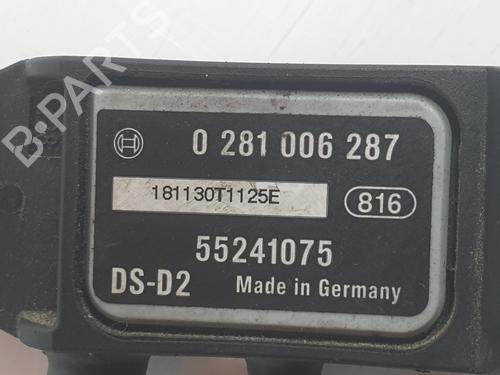 0 281 006 287
181130T1125E
816
55241075
DS-D2 Made in Germany
B-PARTS